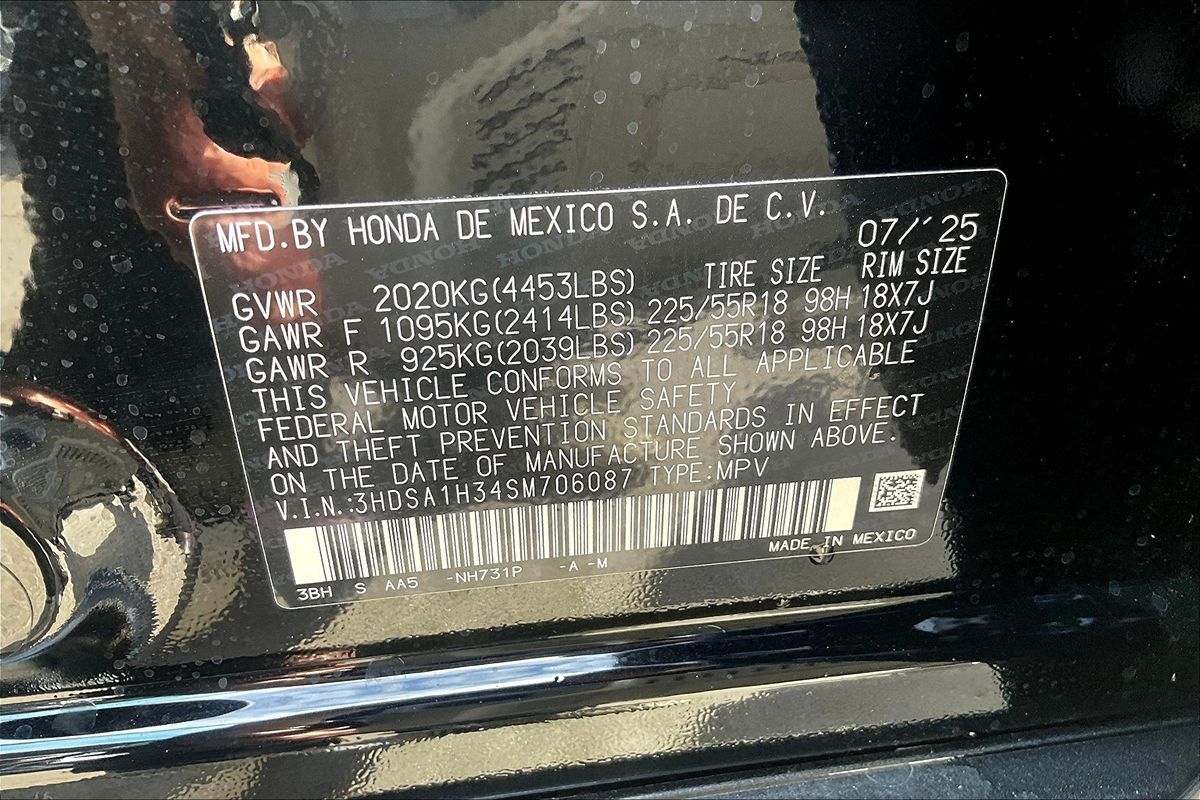 MFD.BY HONDA DE MEXICO S.A. DE C.V.
07/'25
GVWR 2020KG(4453LBS) TIRE SIZE RIM SIZE
GAWR F 1095KG(2414LBS) 225/55R18 98H 18X7J
GAWR R 925KG(2039LBS) 225/55R18 98H 18X7J
THIS VEHICLE CONFORMS TO ALL APPLICABLE
FEDERAL MOTOR VEHICLE SAFETY
AND THEFT PREVENTION STANDARDS IN EFFECT
ON THE DATE OF MANUFACTURE SHOWN ABOVE.
V.I.N.:3HDSA1H34SM706087 TYPE:MPV
MADE IN MEXICO
3BH S AA5 -NH731P -A -M